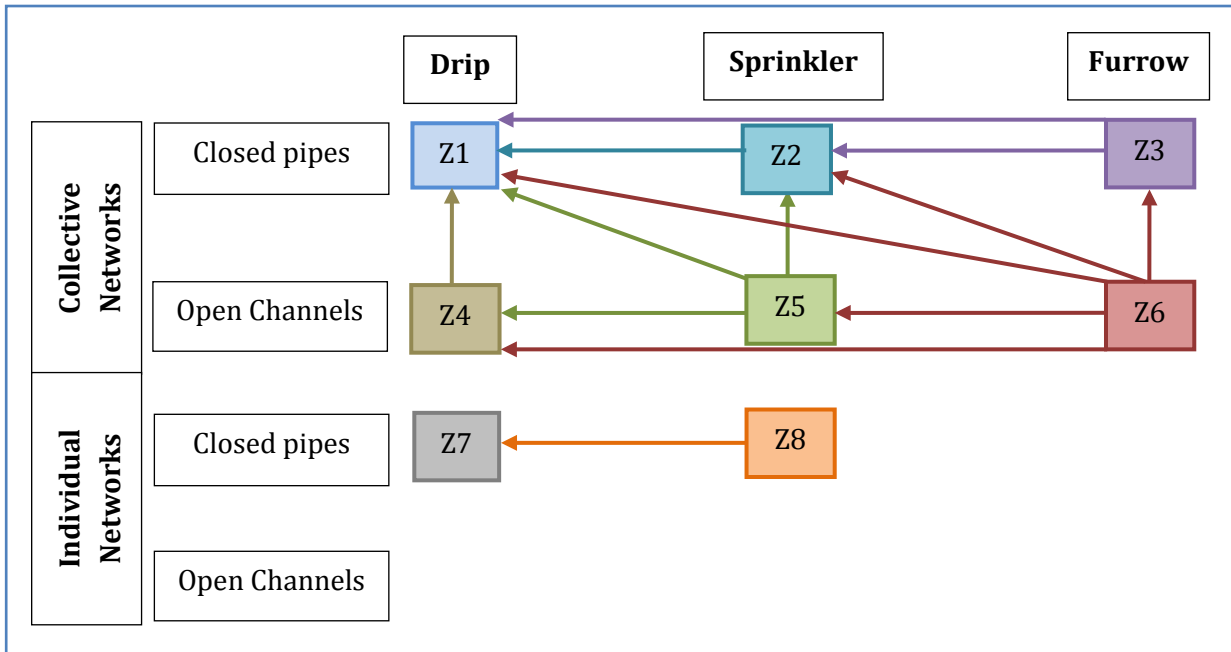 Drip
Sprinkler
Furrow
Collective
Networks
Closed pipes
Z1
Z2
Z3
Open Channels
Z4
Z5
Z6
Individual
Networks
Closed pipes
Z7
Z8
Open Channels